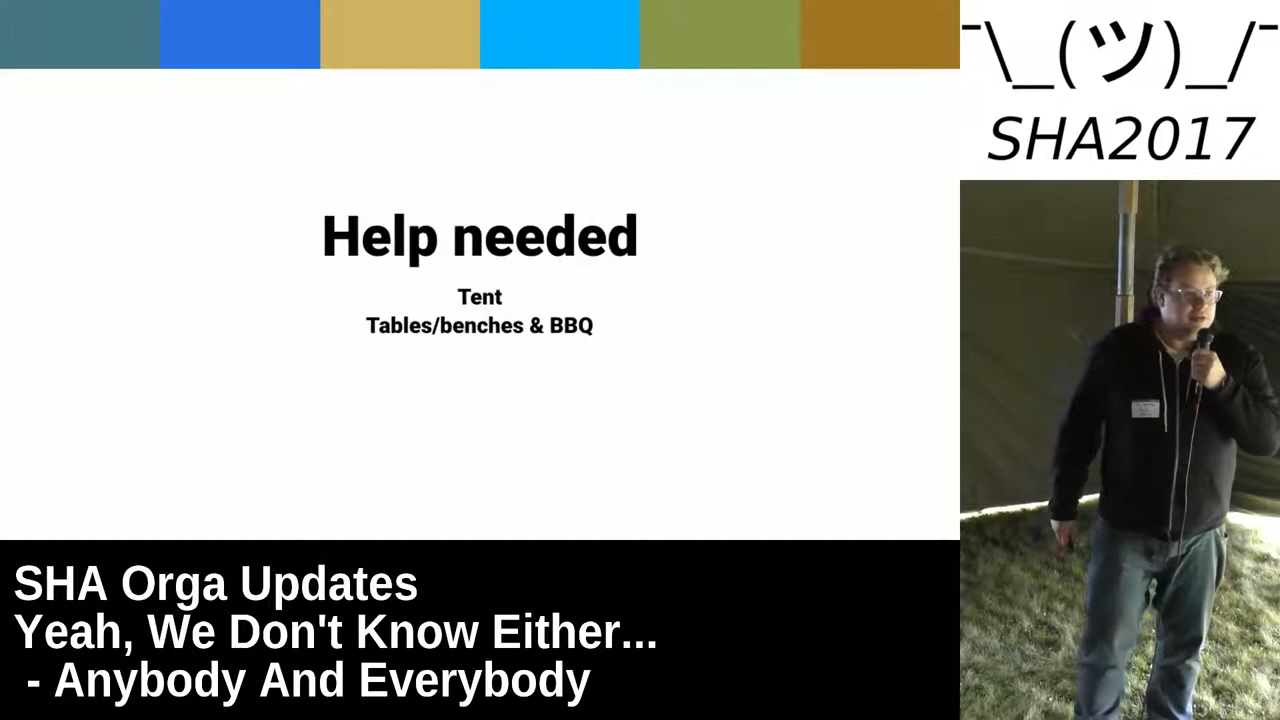 Help needed
Tent
Tables/benches & BBQ
¯\_(ツ)_/¯
SHA2017
SHA Orga Updates
Yeah, We Don't Know Either...
- Anybody And Everybody